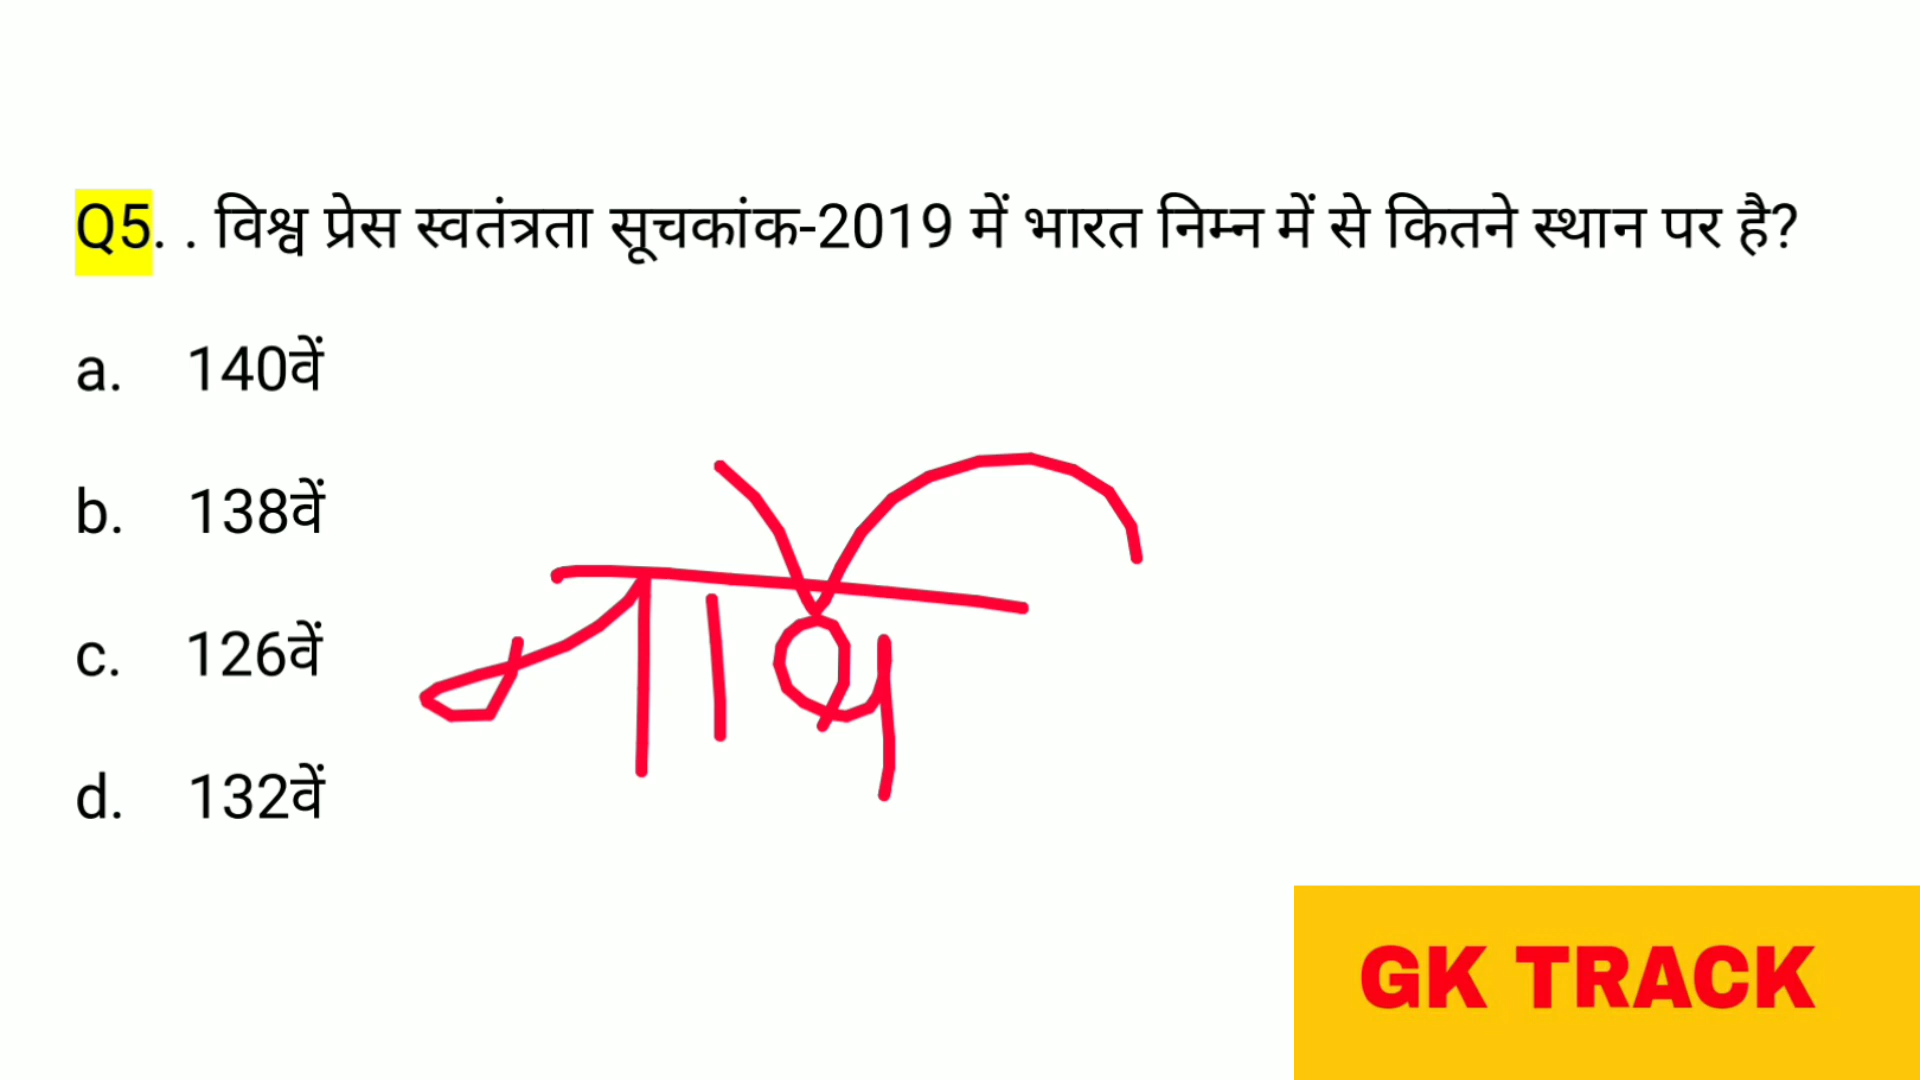 Q5. . विश्व प्रेस स्वतंत्रता सूचकांक-2019 में भारत निम्न में से कितने स्थान पर है?
a. 140वें
b. 138वें
c. 126वें
d. 132वें
GK TRACK